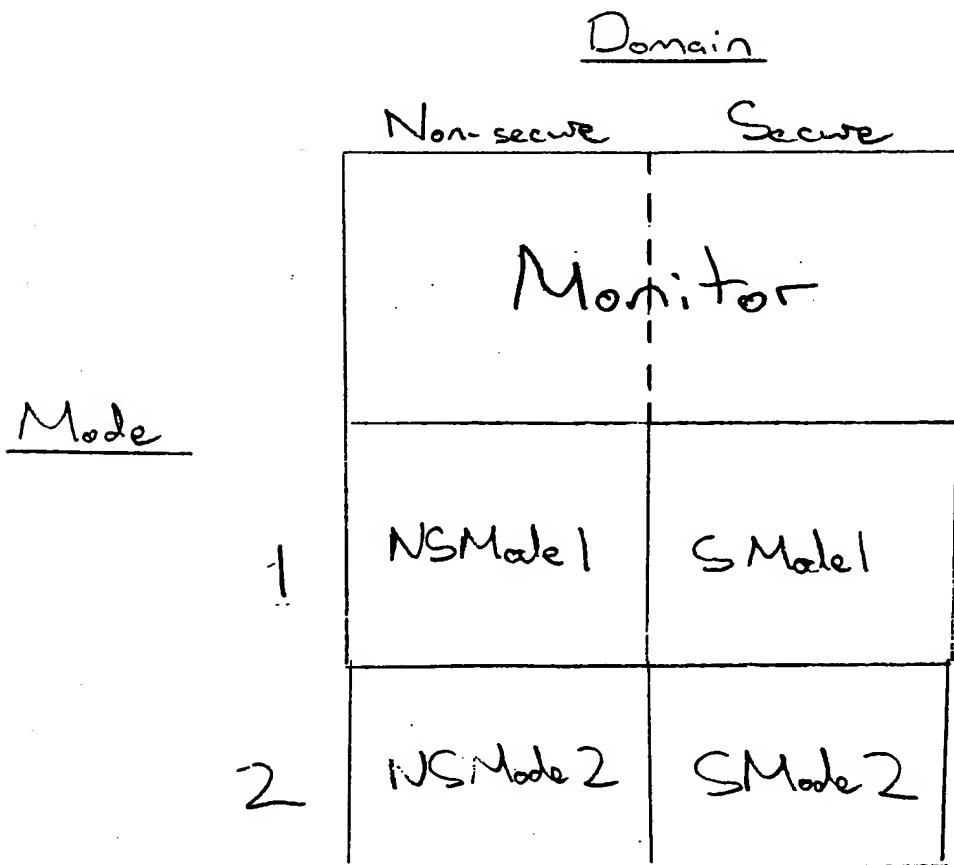 Domain
Non-secure Secure
Monitor
Mode
1 NSMode1 SMode1
2 NSMode2 SMode2